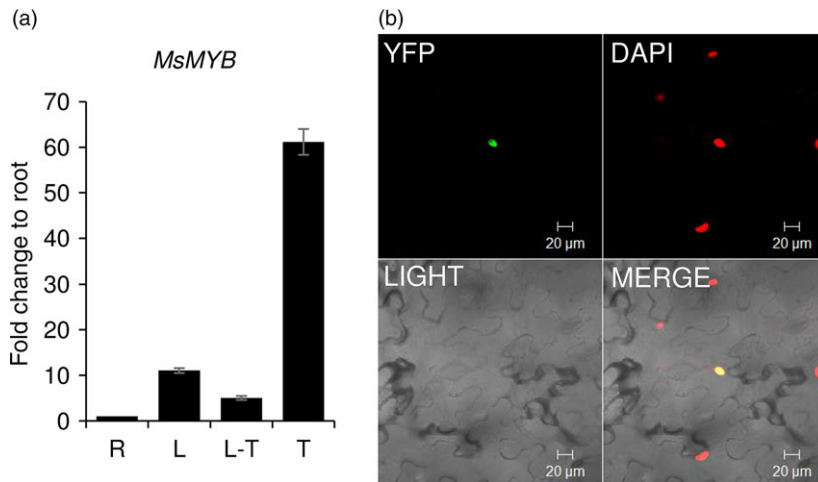 (a)
MsMYB
Fold change to root
70
60
50
40
30
20
10
0
R L L-T T
(b)
YFP
20 µm
DAPI
20 µm
LIGHT
20 µm
MERGE
20 µm